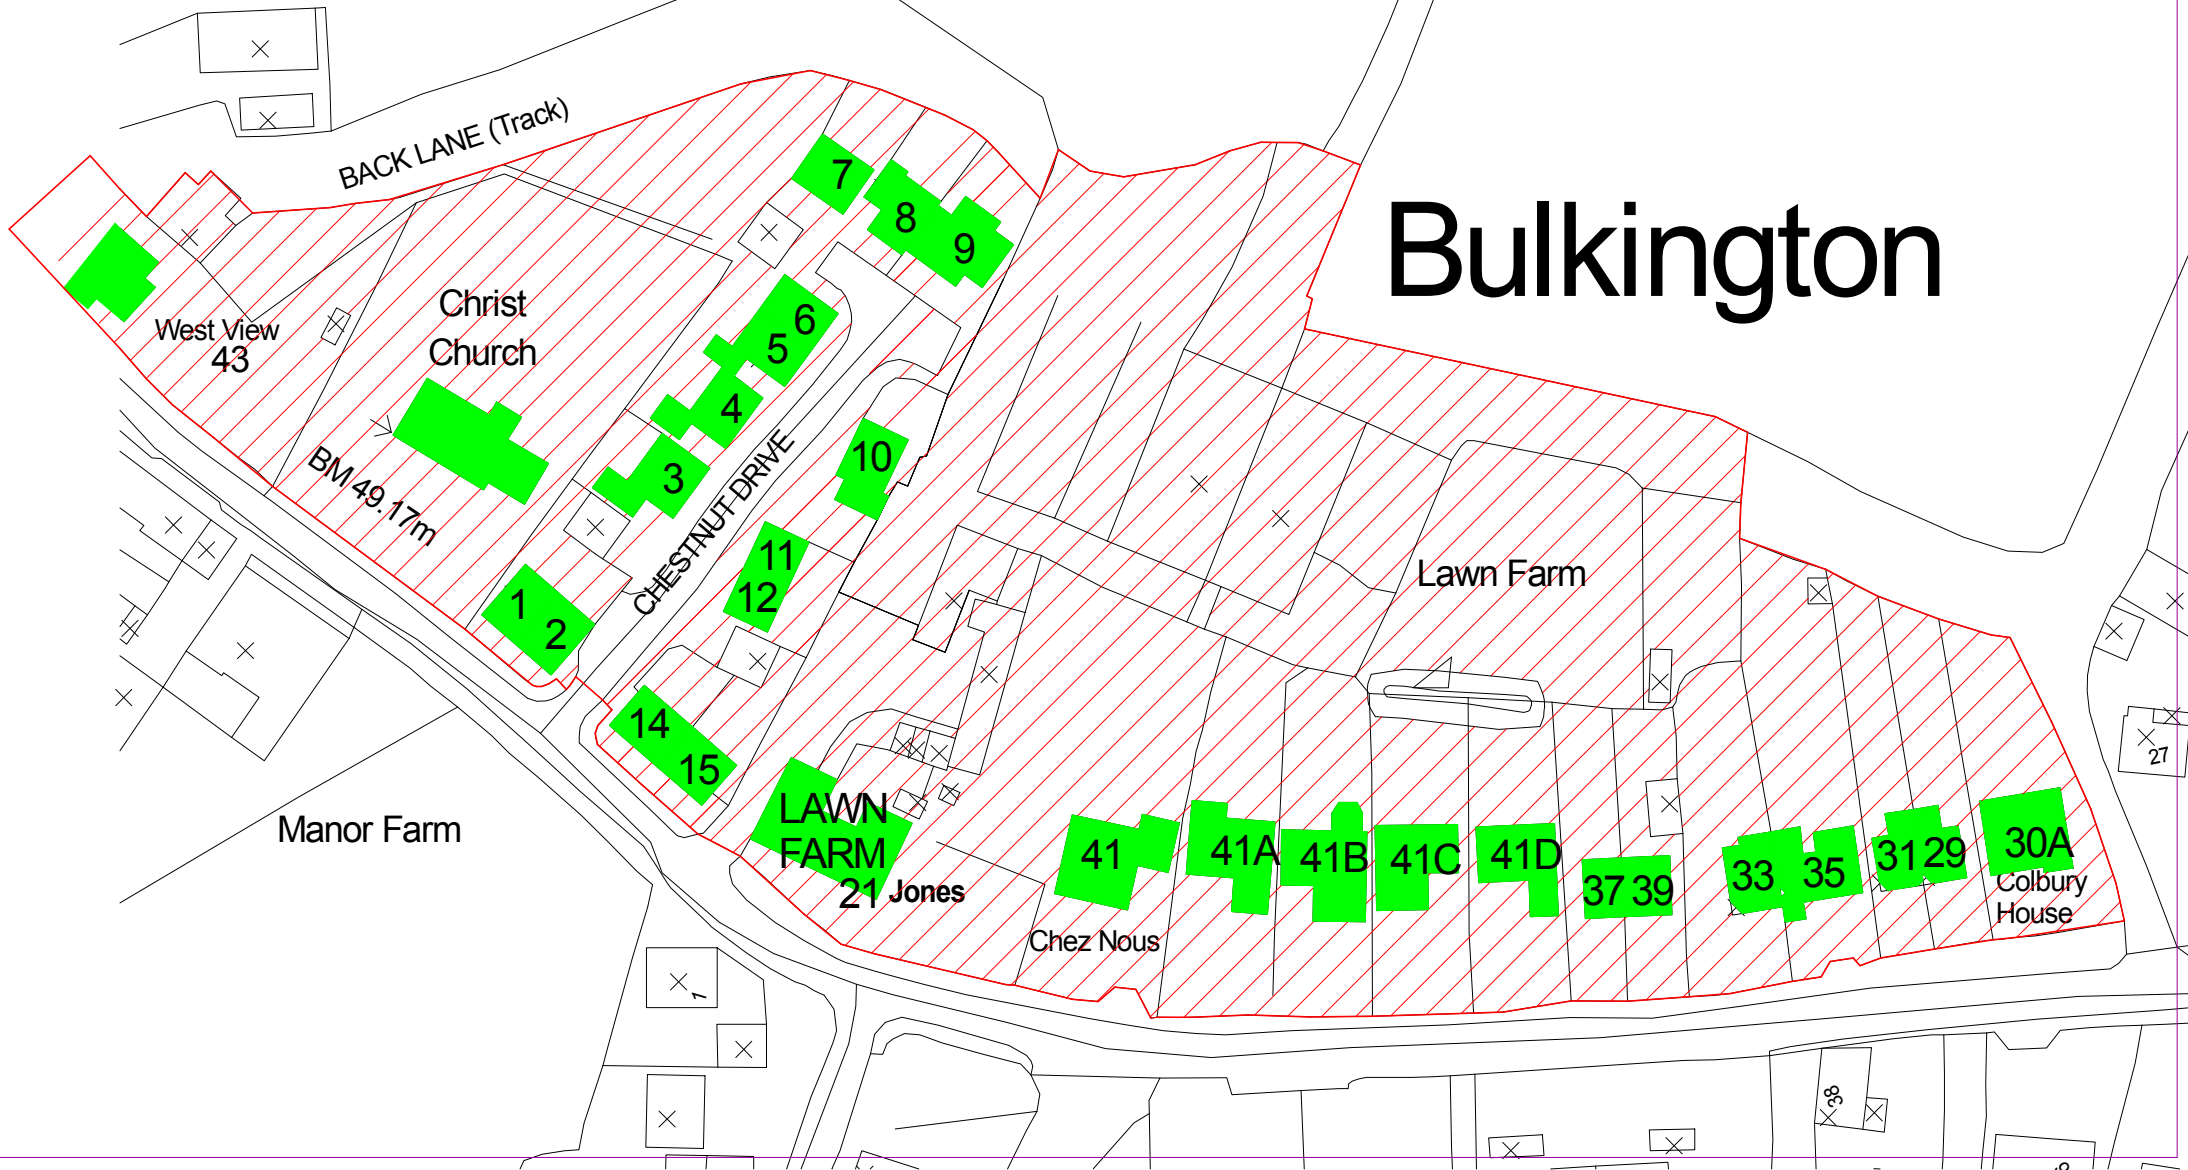 BACK LANE (Track)
Bulkington
7
8
9
Christ
Church
West View
43
6
5
4
3
10
BM 49.17m
CHESTNUT DRIVE
11
12
1
2
Lawn Farm
14
15
LAWN
FARM
21 Jones
Manor Farm
41
41A
41B
41C
41D
37 39
33
35
31 29
30A
Colbury
House
Chez Nous
27
1
38